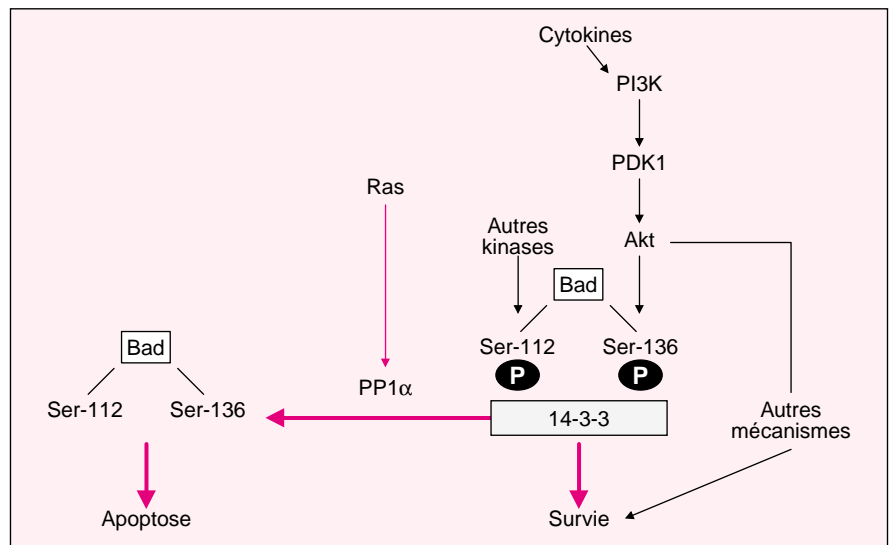 Cytokines
PI3K
PDK1
Ras
Autres
kinases
Akt
Bad
Ser-112
Ser-136
P
P
Bad
PP1α
Ser-112
Ser-136
14-3-3
Autres
mécanismes
Apoptose
Survie